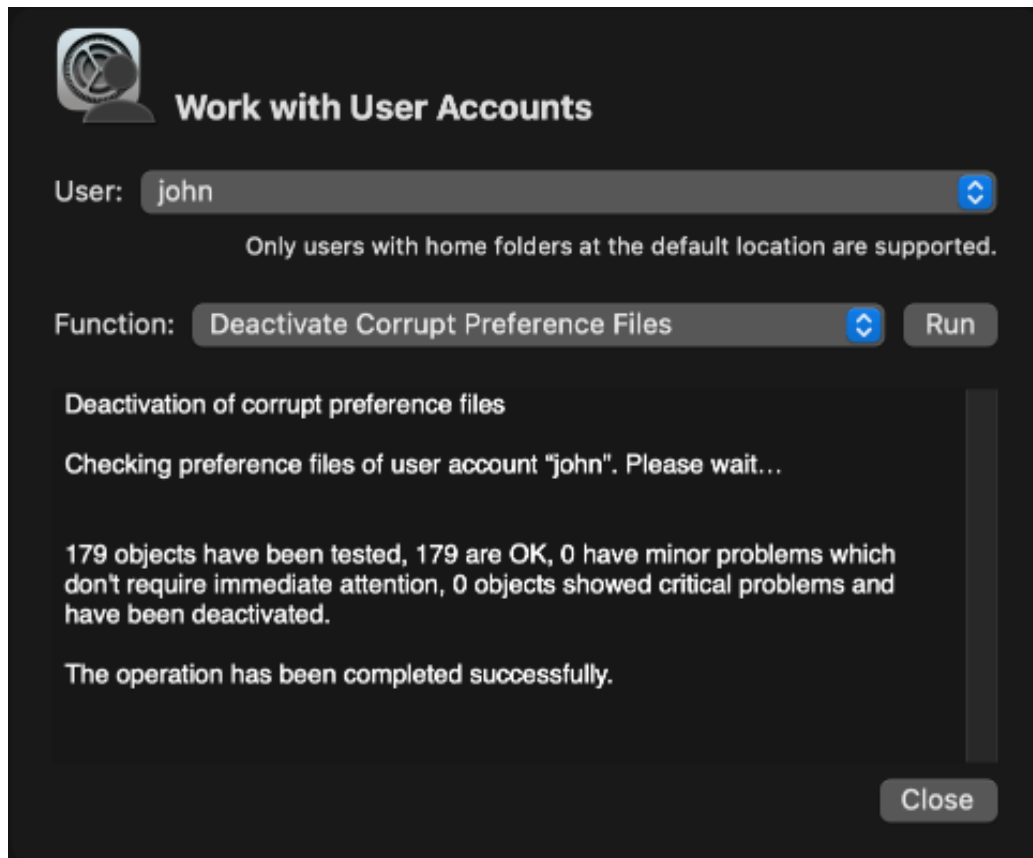 Work with User Accounts
User: john
Only users with home folders at the default location are supported.
Function: Deactivate Corrupt Preference Files Run
Deactivation of corrupt preference files
Checking preference files of user account “john”. Please wait…
179 objects have been tested, 179 are OK, 0 have minor problems which
don't require immediate attention, 0 objects showed critical problems and
have been deactivated.
The operation has been completed successfully.
Close